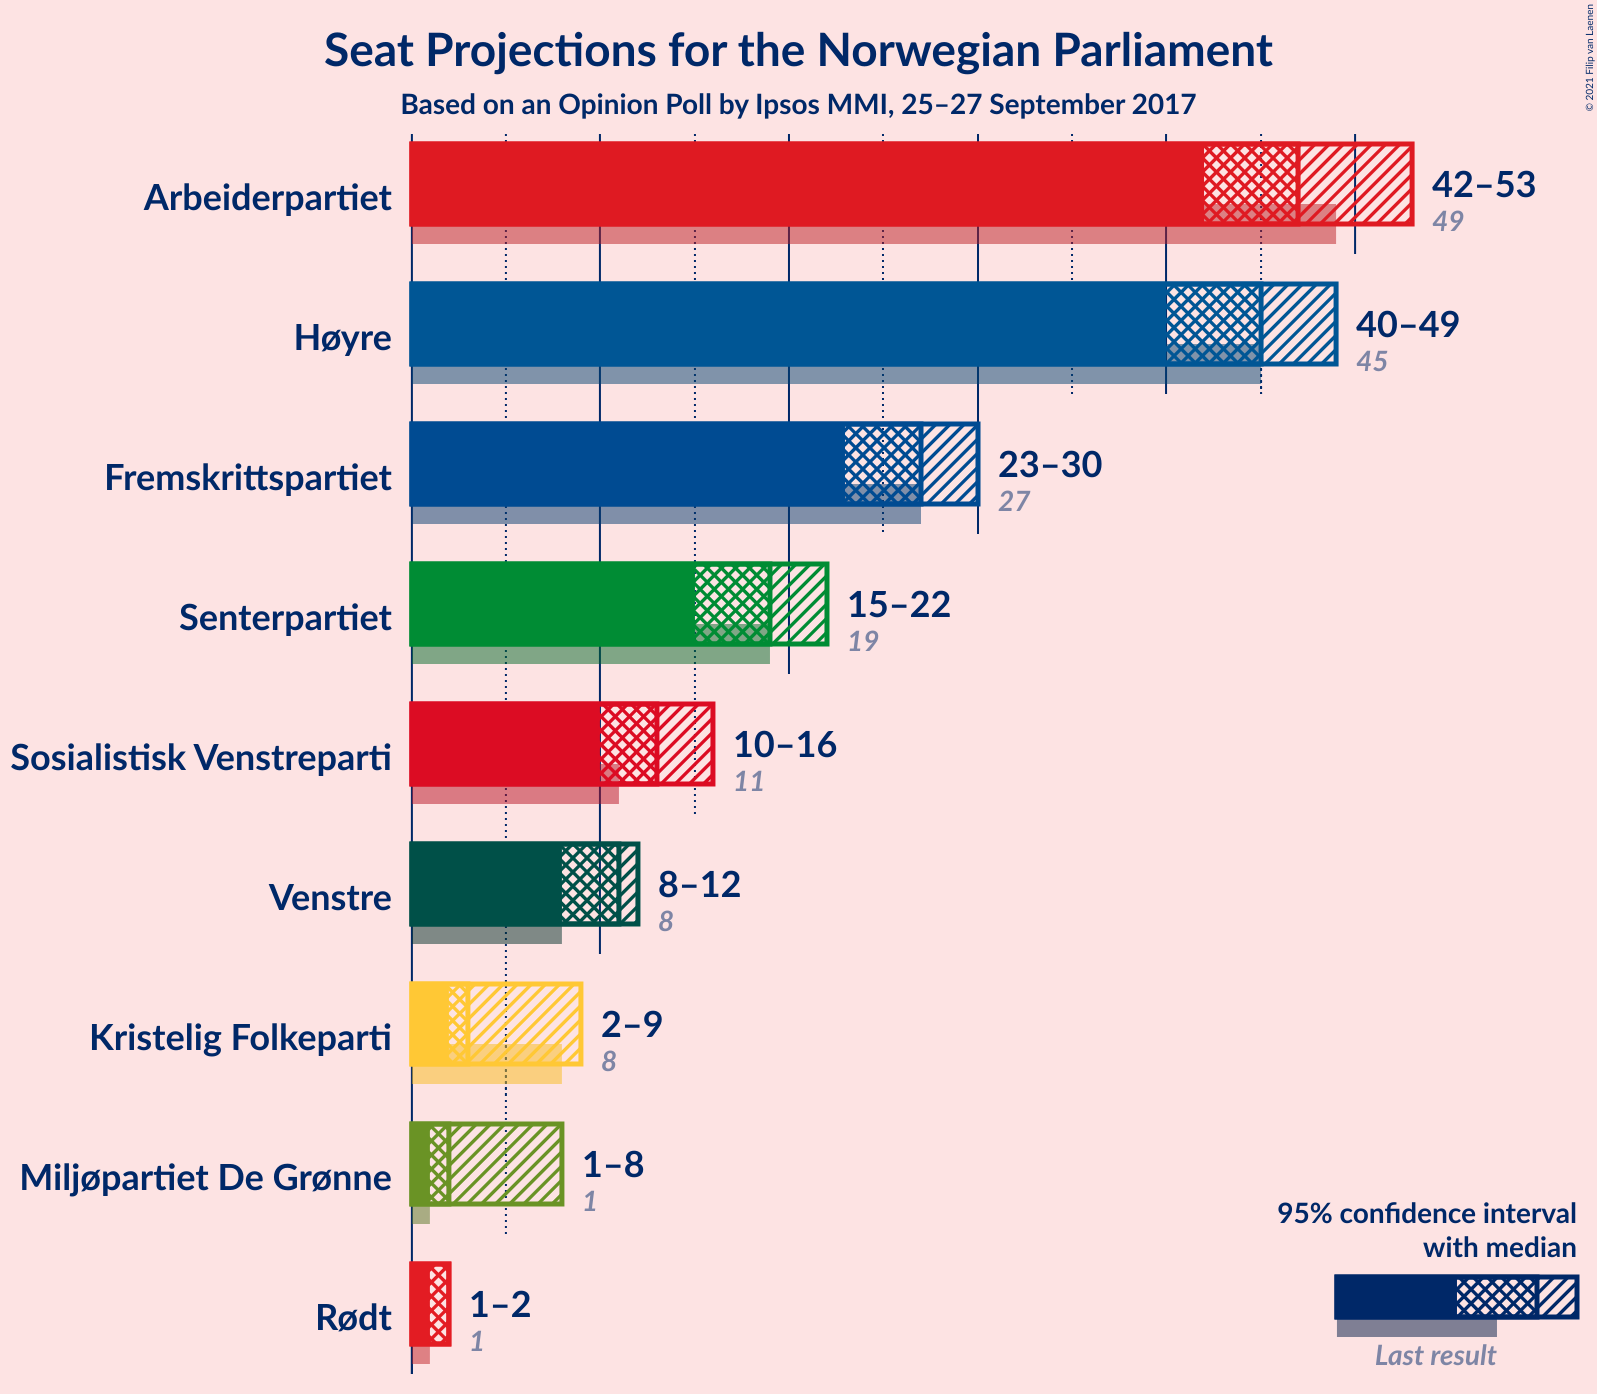 Seat Projections for the Norwegian Parliament
Based on an Opinion Poll by Ipsos MMI, 25–27 September 2017
© 2021 Filip van Laenen
Arbeiderpartiet
42–53
49
Høyre
40–49
45
Fremskrittspartiet
23–30
27
Senterpartiet
15–22
19
Sosialistisk Venstreparti
10–16
11
Venstre
8–12
8
Kristelig Folkeparti
2–9
8
Miljøpartiet De Grønne
1–8
1
Rødt
1–2
1
95% confidence interval
with median
Last result